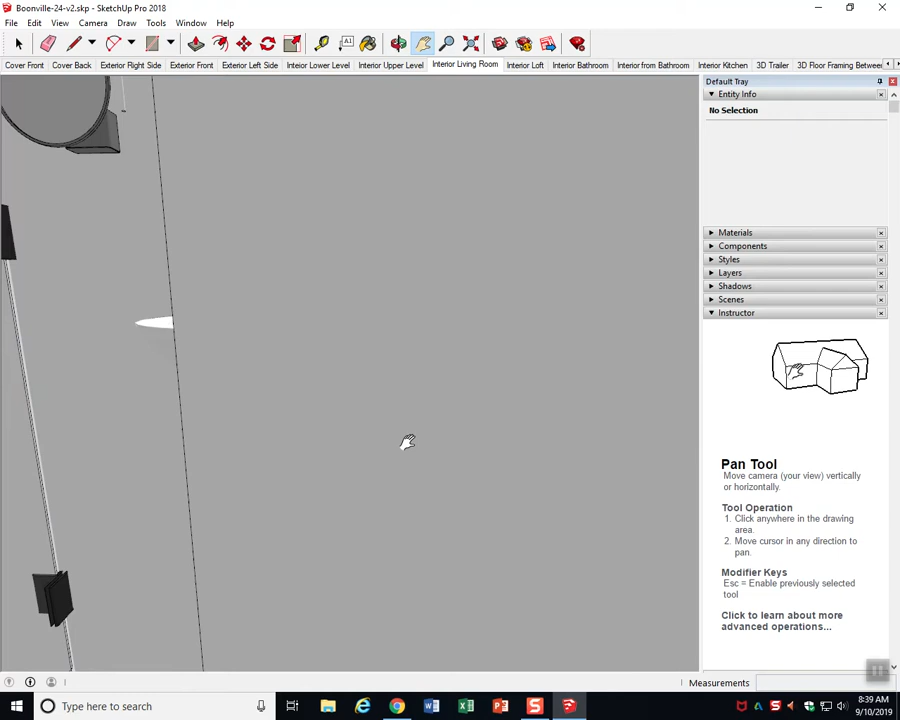 Boonville-24-v2.skp - SketchUp Pro 2018
File Edit View Camera Draw Tools Window Help
A1
Cover Front Cover Back Exterior Right Side Exterior Front Exterior Left Side Interior Lower Level Interior Upper Level Interior Living Room Interior Loft Interior Bathroom Interior from Bathroom Interior Kitchen 3D Trailer 3D Floor Framing Between
Default Tray
Entity Info
No Selection
Materials
Components
Styles
Layers
Shadows
Scenes
Instructor
Pan Tool
Move camera (your view) vertically
or horizontally.
Tool Operation
1. Click anywhere in the drawing
area.
2. Move cursor in any direction to
pan.
Modifier Keys
Esc = Enable previously selected
tool
Click to learn about more
advanced operations...
Measurements
Type here to search
8:39 AM
9/10/2019